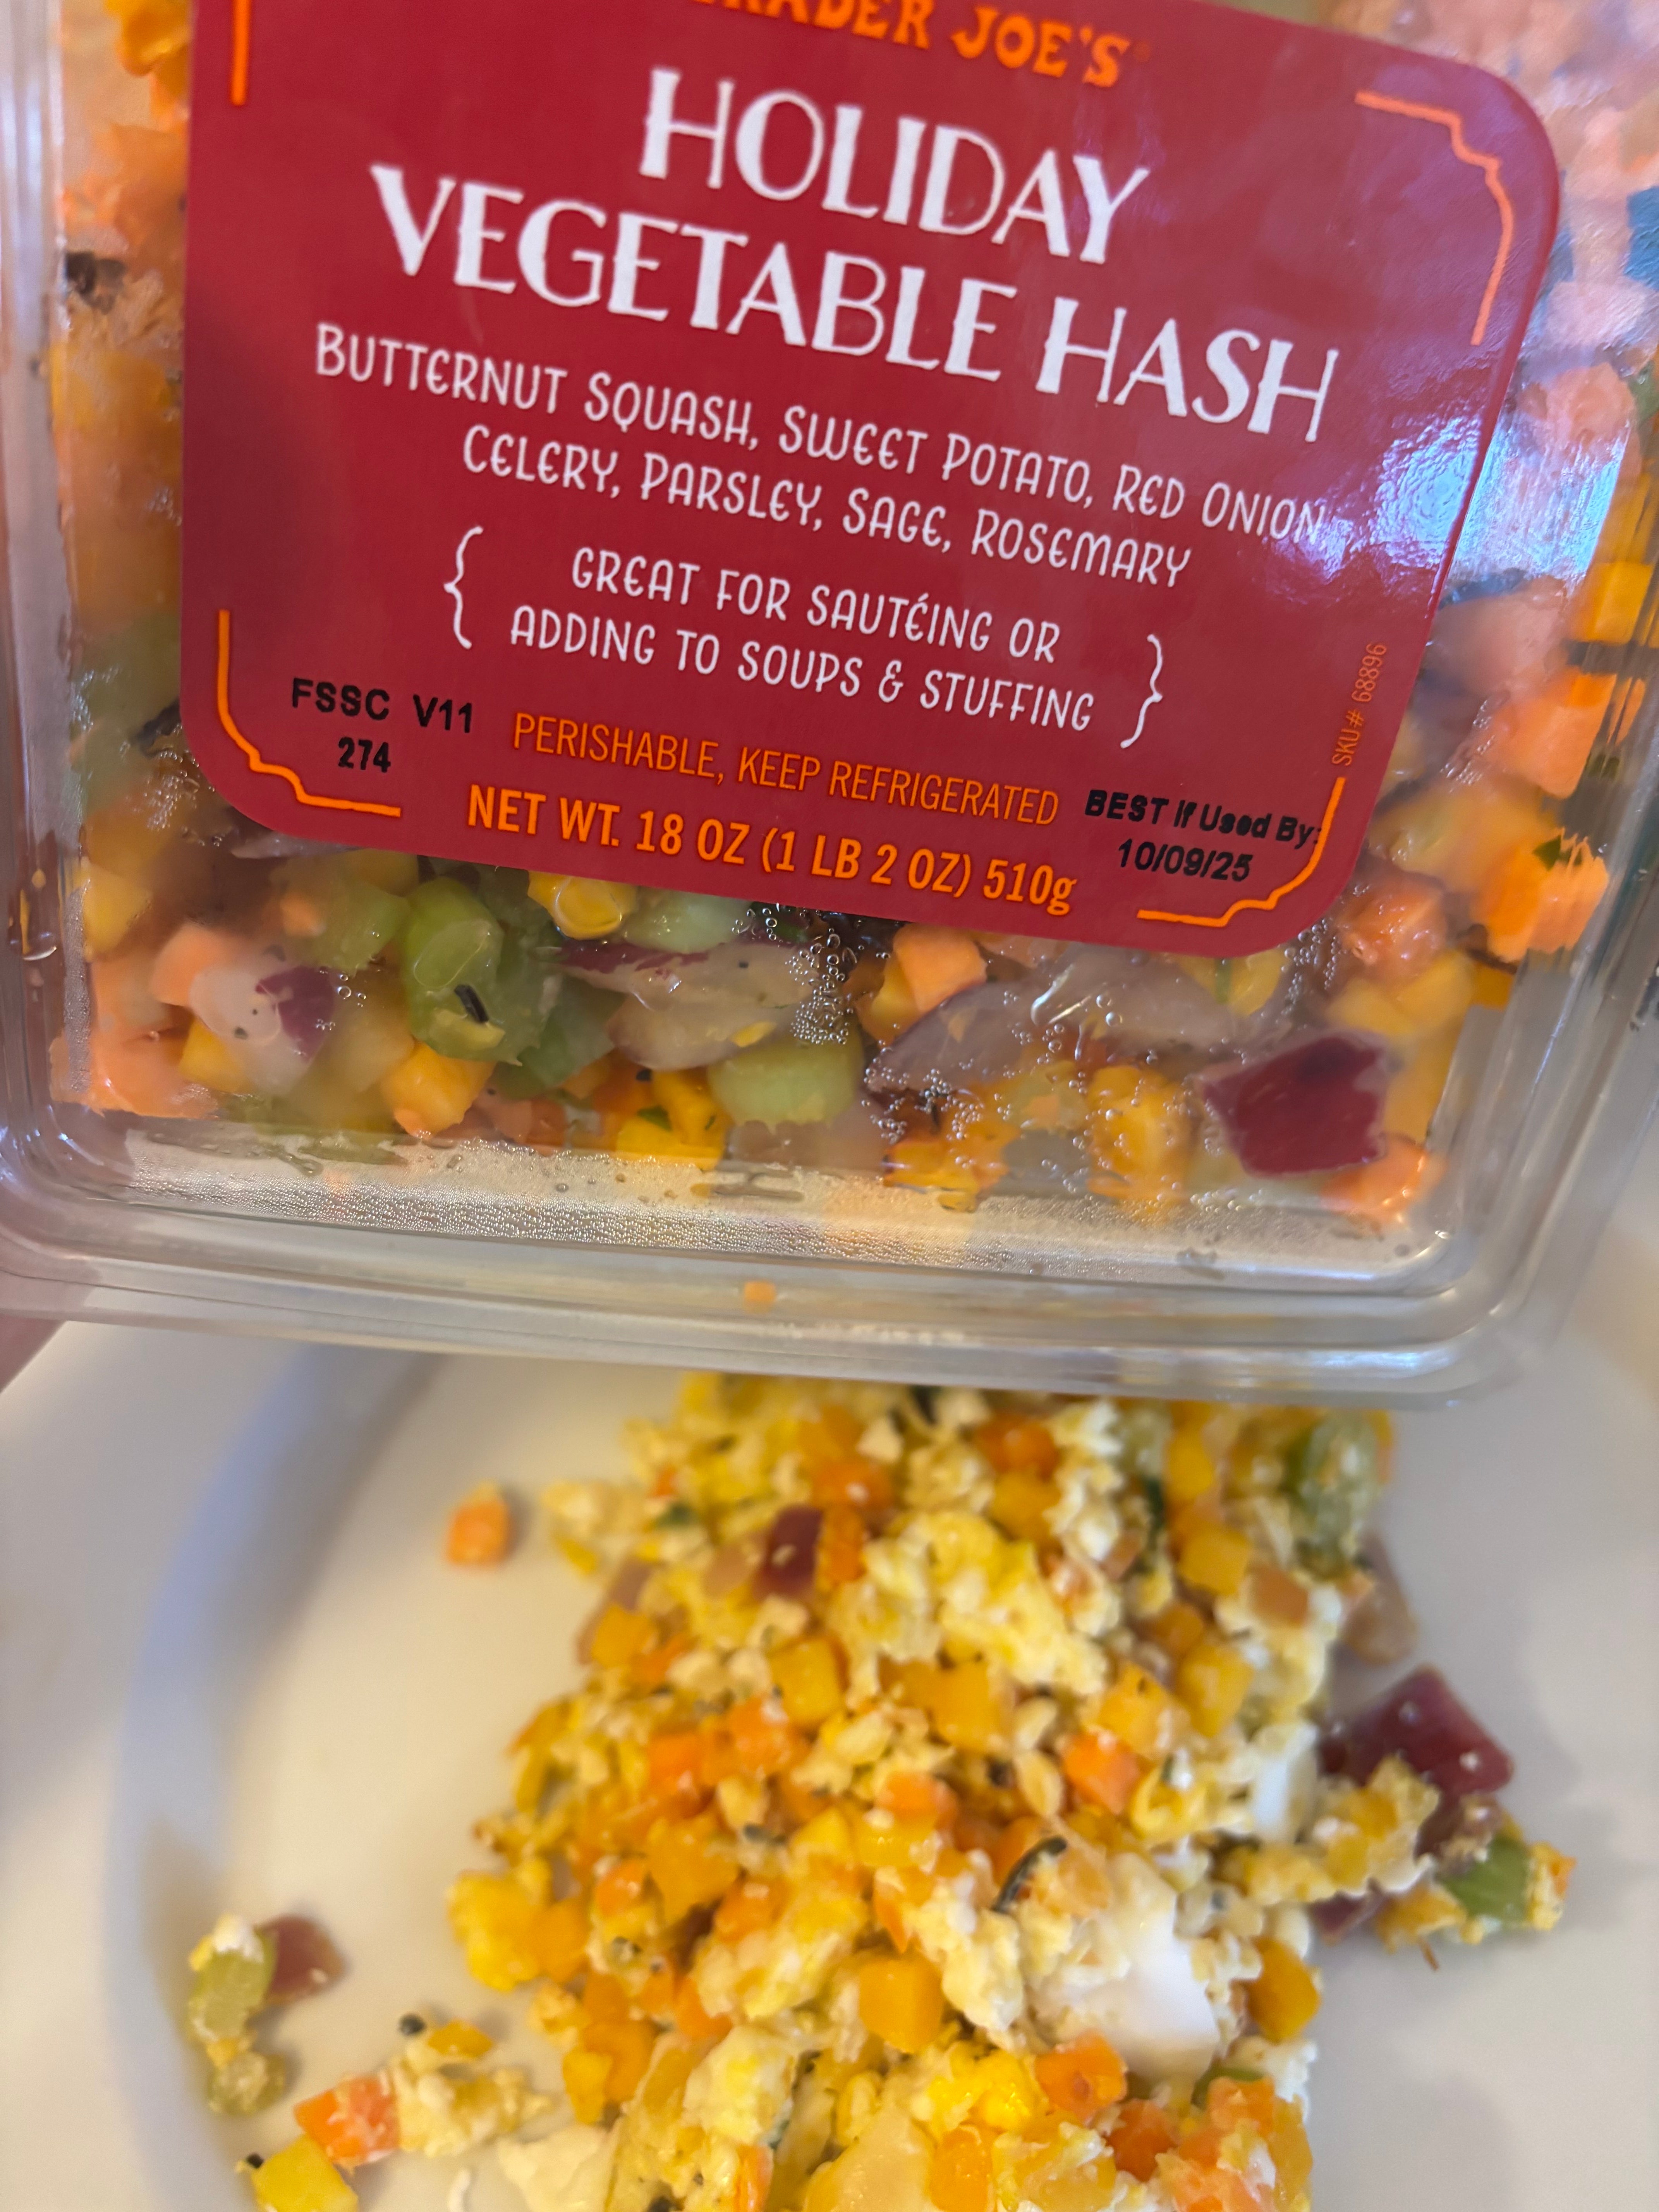 TRADER JOE'S
HOLIDAY
VEGETABLE HASH
BUTTERNUT SQUASH, SWEET POTATO, RED ONION
CELERY, PARSLEY, SAGE, ROSEMARY
{ GREAT FOR SAUTÉING OR
ADDING TO SOUPS & STUFFING }
FSSC V11
274
PERISHABLE, KEEP REFRIGERATED
NET WT. 18 OZ (1 LB 2 OZ) 510g
BEST If Used By:
10/09/25
SKU# 68896